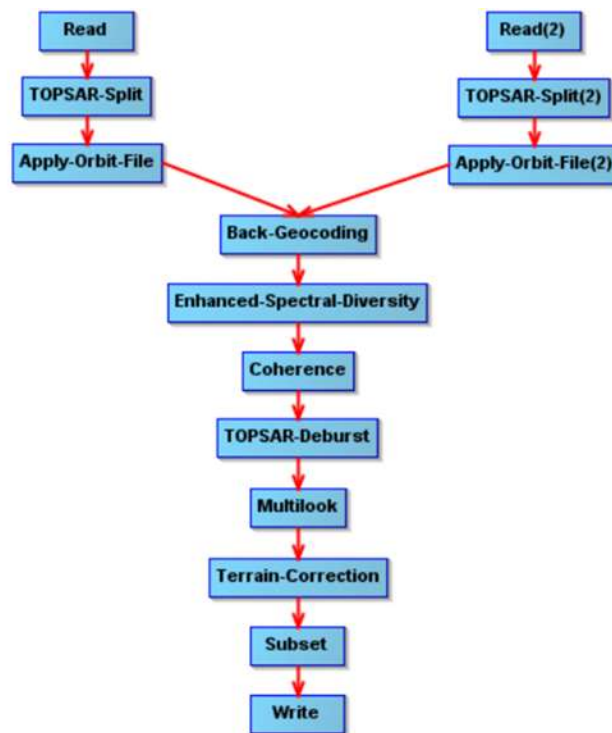 Read
Read(2)
TOPSAR-Split
TOPSAR-Split(2)
Apply-Orbit-File
Apply-Orbit-File(2)
Back-Geocoding
Enhanced-Spectral-Diversity
Coherence
TOPSAR-Deburst
Multilook
Terrain-Correction
Subset
Write